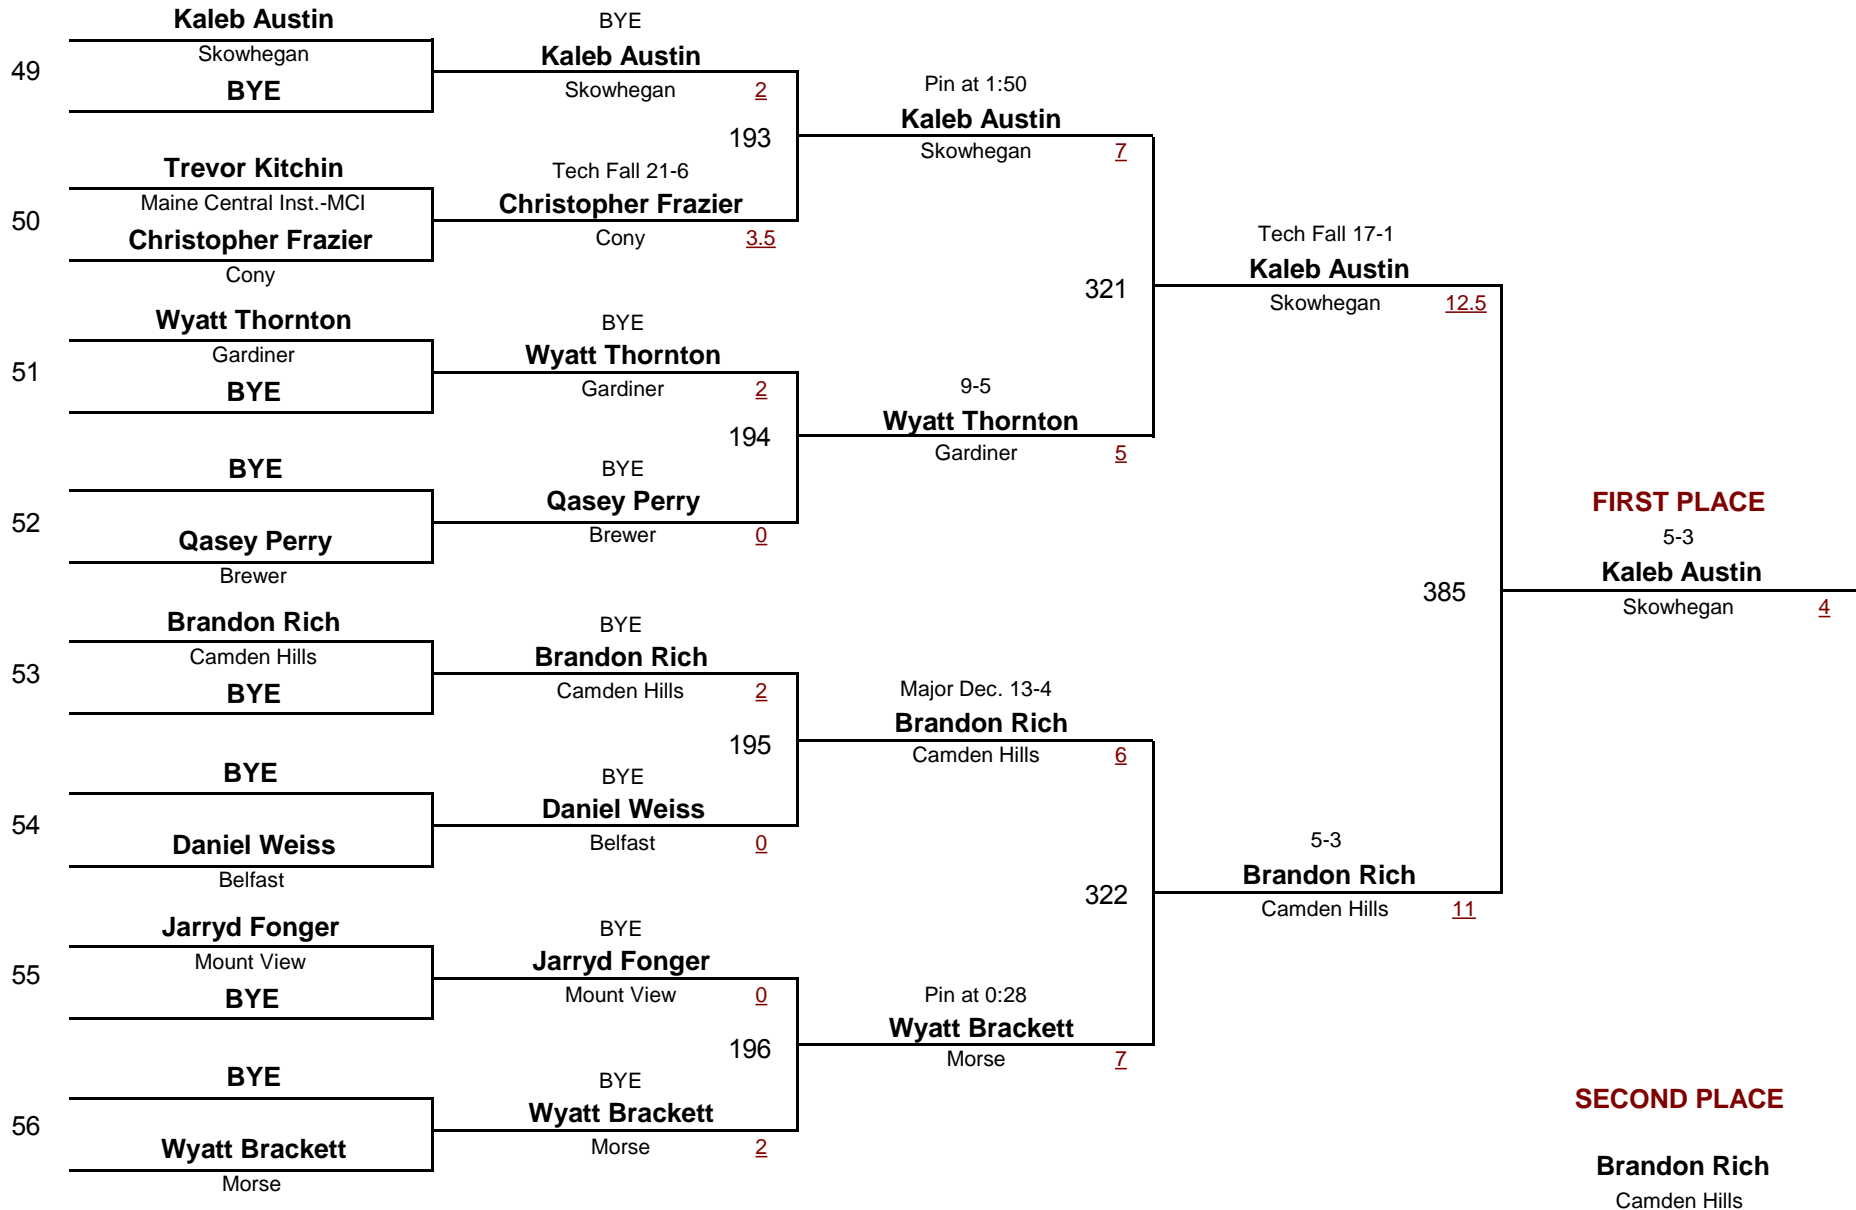 Kaleb Austin
49
Skowhegan
BYE
Trevor Kitchin
50
Maine Central Inst.-MCI
Christopher Frazier
Cony
Wyatt Thornton
51
Gardiner
BYE
BYE
52
Qasey Perry
Brewer
Brandon Rich
53
Camden Hills
BYE
BYE
54
Daniel Weiss
Belfast
Jarryd Fonger
55
Mount View
BYE
BYE
56
Wyatt Brackett
Morse
BYE
Kaleb Austin
Skowhegan 2
193
Tech Fall 21-6
Christopher Frazier
Cony 3.5
BYE
Wyatt Thornton
Gardiner 2
194
BYE
Qasey Perry
Brewer 0
BYE
Brandon Rich
Camden Hills 2
195
BYE
Daniel Weiss
Belfast 0
BYE
Jarryd Fonger
Mount View 0
196
BYE
Wyatt Brackett
Morse 2
Pin at 1:50
Kaleb Austin
Skowhegan 7
321
9-5
Wyatt Thornton
Gardiner 5
Major Dec. 13-4
Brandon Rich
Camden Hills 6
322
Pin at 0:28
Wyatt Brackett
Morse 7
Tech Fall 17-1
Kaleb Austin
Skowhegan 12.5
385
5-3
Brandon Rich
Camden Hills 11
FIRST PLACE
5-3
Kaleb Austin
Skowhegan 4
SECOND PLACE
Brandon Rich
Camden Hills